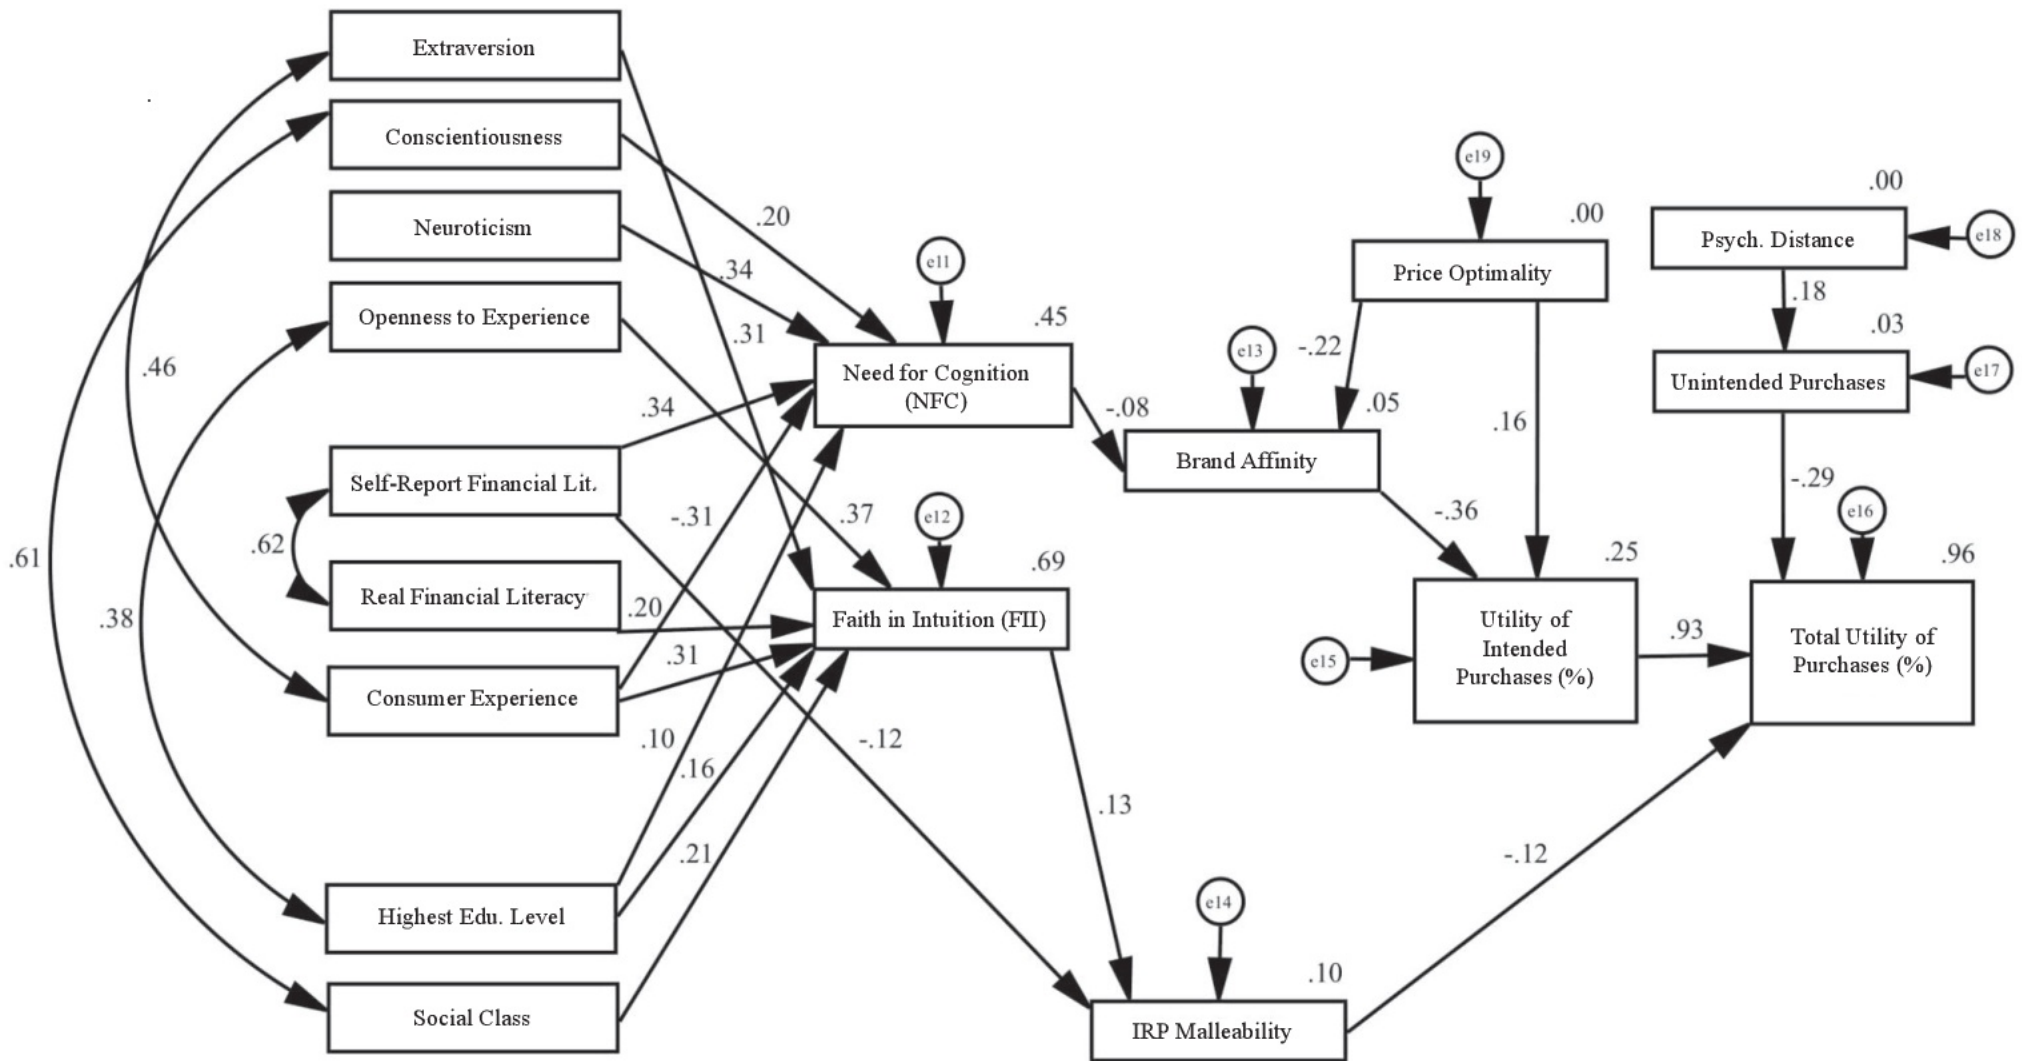 Extraversion
Conscientiousness
Neuroticism
Openness to Experience
Self-Report Financial Lit.
Real Financial Literacy
Consumer Experience
Highest Edu. Level
Social Class
.46
.61
.38
.62
.20
.34
.31
.34
-.31
.37
.20
.31
.10
.16
.21
-.12
e11
.45
Need for Cognition
(NFC)
e12
.69
Faith in Intuition (FII)
-.08
.13
e13
-.22
.05
Brand Affinity
-.36
e19
.00
Price Optimality
.16
.00
Psych. Distance
e18
.18
.03
Unintended Purchases
e17
-.29
e16
.25
Utility of
Intended
Purchases (%)
e15
.93
.96
Total Utility of
Purchases (%)
-.12
e14
.10
IRP Malleability